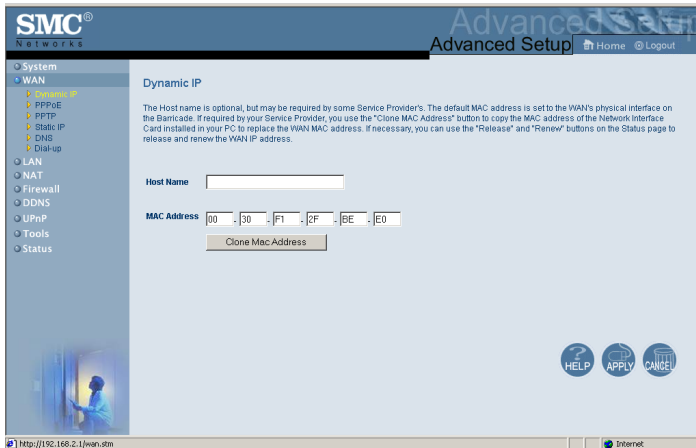 SMC®
Networks
Advanced Setup
Advanced Setup
Home Logout
System
WAN
Dynamic IP
PPPoE
PPTP
Static IP
DNS
Dial-up
LAN
NAT
Firewall
DDNS
UPnP
Tools
Status
Dynamic IP
The Host name is optional, but may be required by some Service Provider's. The default MAC address is set to the WAN's physical interface on
the Barricade. If required by your Service Provider, you use the "Clone MAC Address" button to copy the MAC address of the Network Interface
Card installed in your PC to replace the WAN MAC address. If necessary, you can use the "Release" and "Renew" buttons on the Status page to
release and renew the WAN IP address.
Host Name
MAC Address 00 - 30 - F1 - 2F - BE - E0
Clone Mac Address
HELP APPLY CANCEL
http://192.168.2.1/wan.stm Internet